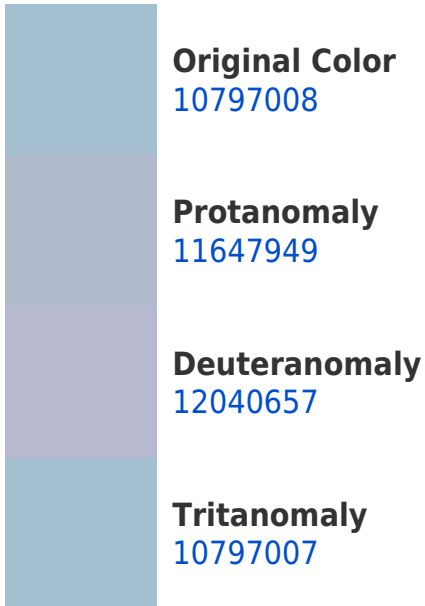 Original Color
10797008
Protanomaly
11647949
Deuteranomaly
12040657
Tritanomaly
10797007